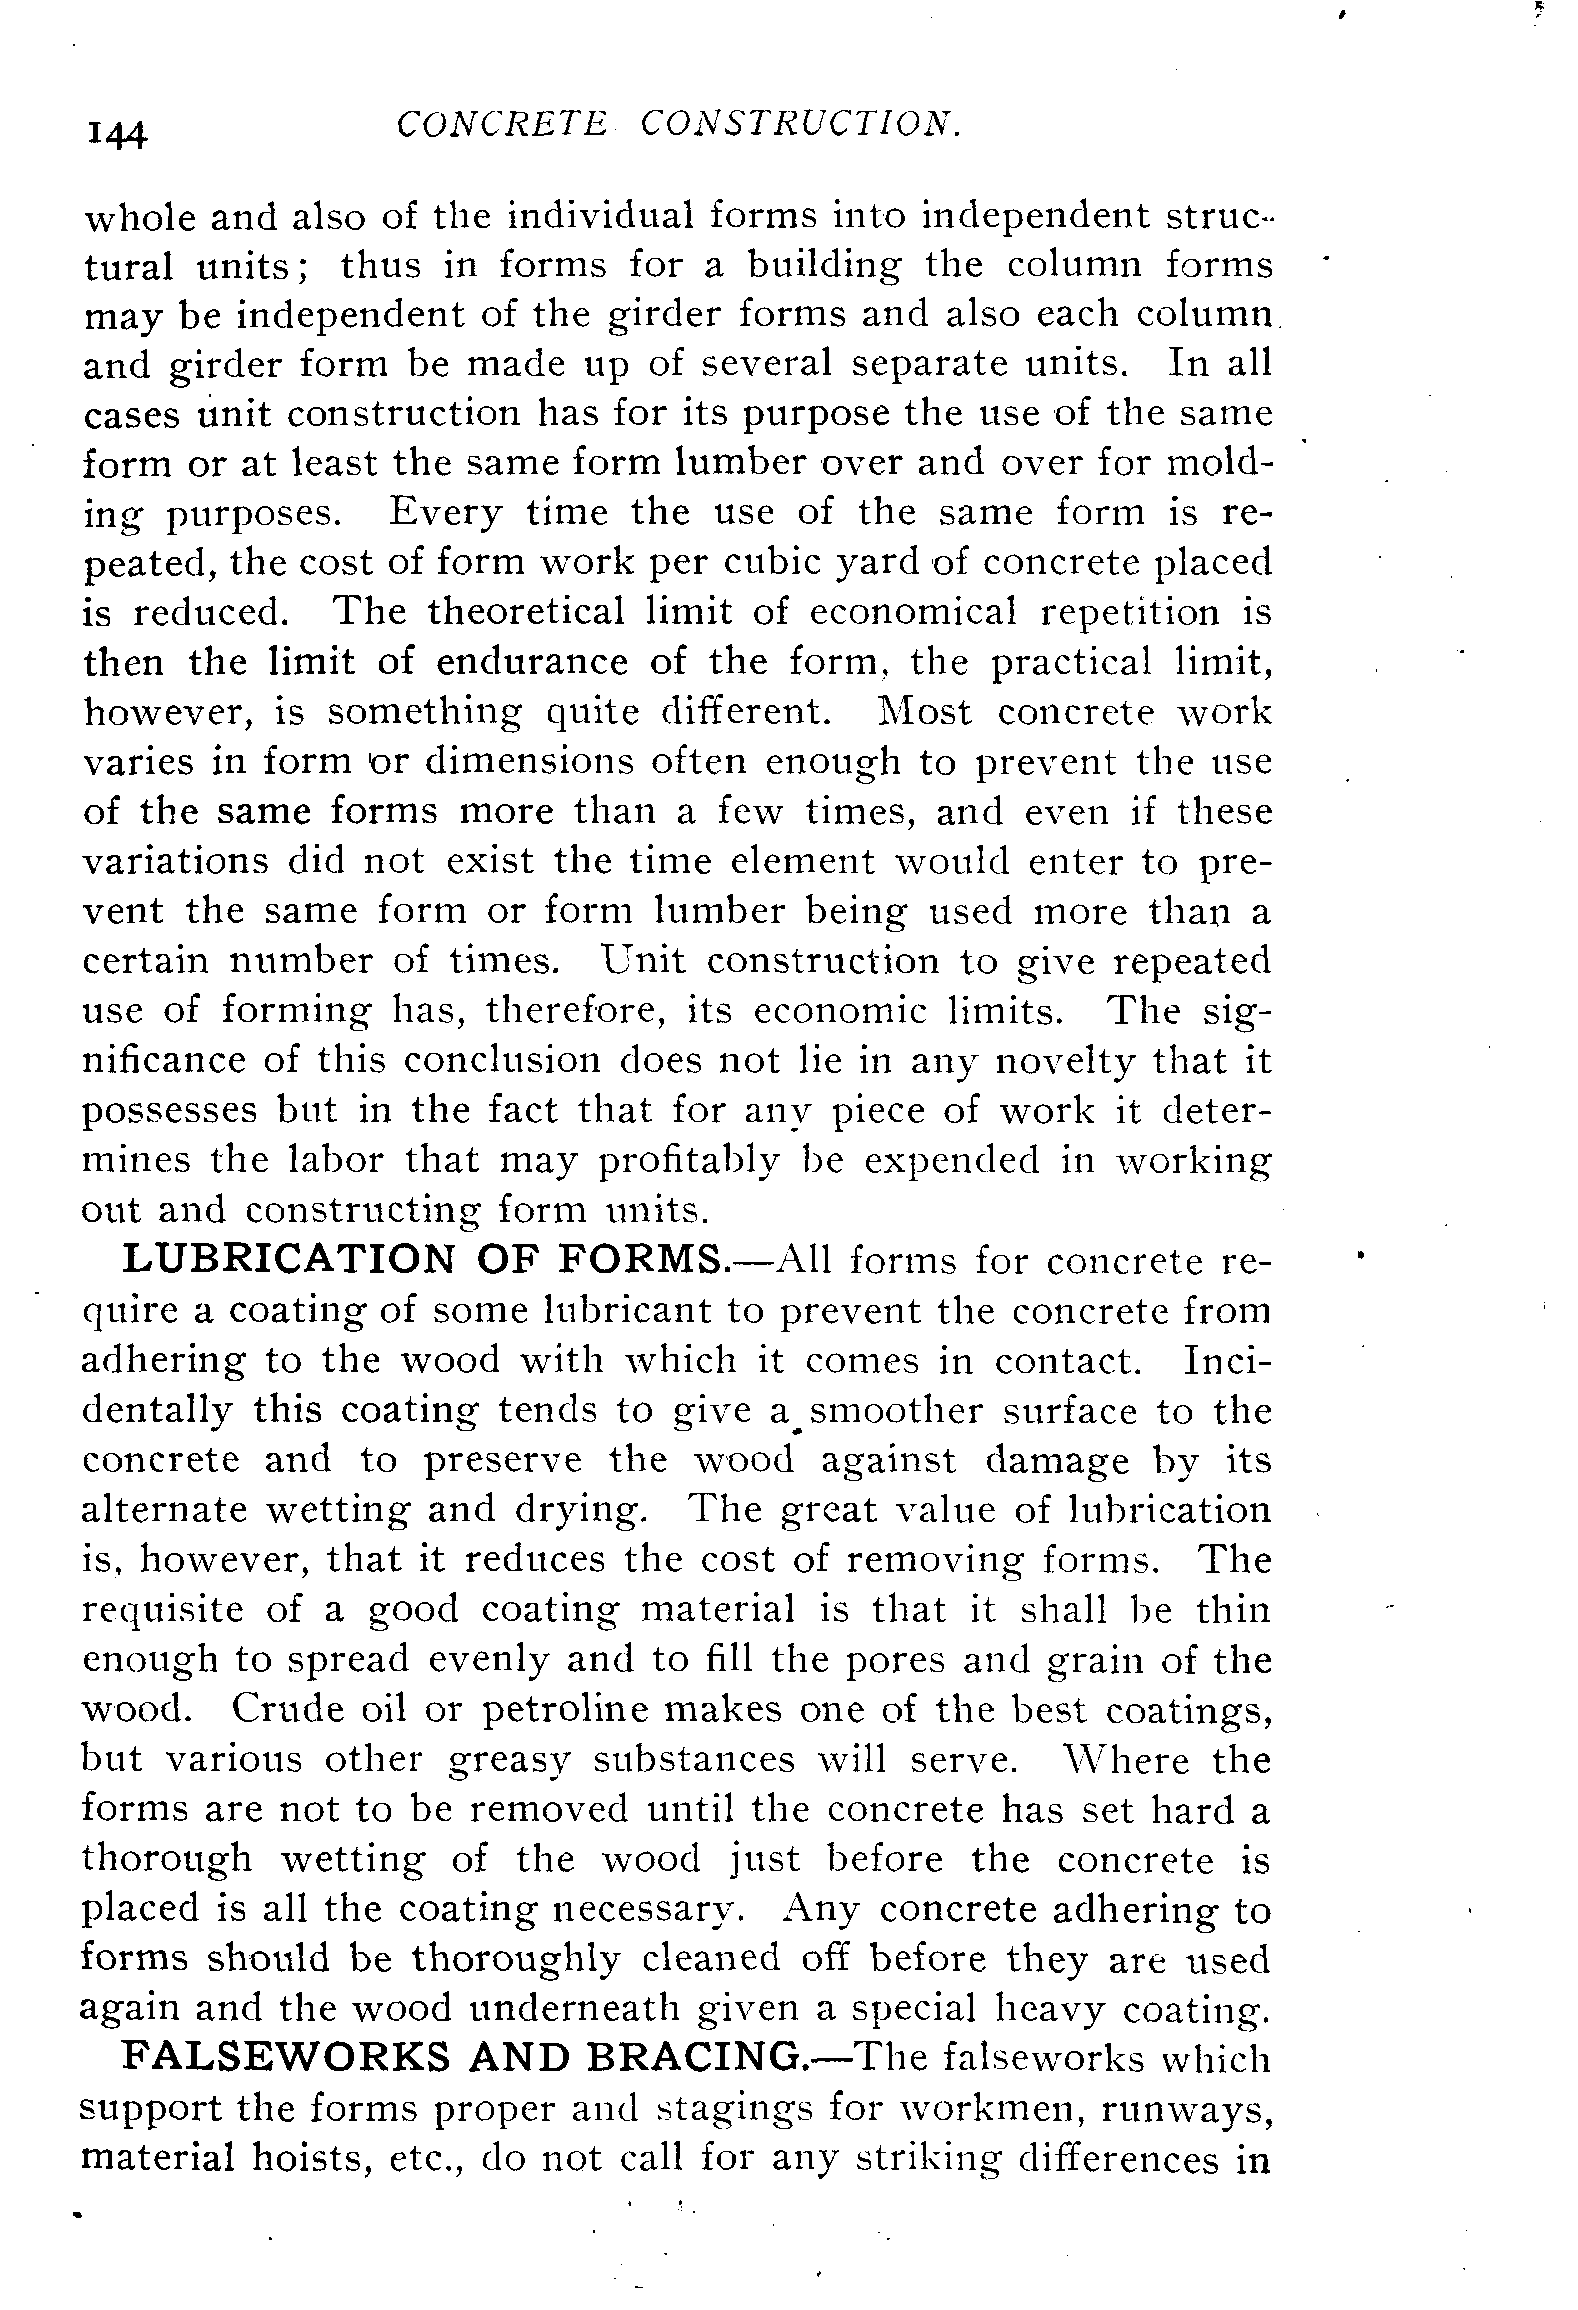 144 CONCRETE CONSTRUCTION.
whole and also of the individual forms into independent struc-
tural units; thus in forms for a building the column forms
may be independent of the girder forms and also each column
and girder form be made up of several separate units. In all
cases unit construction has for its purpose the use of the same
form or at least the same form lumber over and over for mold-
ing purposes. Every time the use of the same form is re-
peated, the cost of form work per cubic yard of concrete placed
is reduced. The theoretical limit of economical repetition is
then the limit of endurance of the form, the practical limit,
however, is something quite different. Most concrete work
varies in form or dimensions often enough to prevent the use
of the same forms more than a few times, and even if these
variations did not exist the time element would enter to pre-
vent the same form or form lumber being used more than a
certain number of times. Unit construction to give repeated
use of forming has, therefore, its economic limits. The sig-
nificance of this conclusion does not lie in any novelty that it
possesses but in the fact that for any piece of work it deter-
mines the labor that may profitably be expended in working
out and constructing form units.
LUBRICATION OF FORMS.—All forms for concrete re-
quire a coating of some lubricant to prevent the concrete from
adhering to the wood with which it comes in contact. Inci-
dentally this coating tends to give a smoother surface to the
concrete and to preserve the wood against damage by its
alternate wetting and drying. The great value of lubrication
is, however, that it reduces the cost of removing forms. The
requisite of a good coating material is that it shall be thin
enough to spread evenly and to fill the pores and grain of the
wood. Crude oil or petroline makes one of the best coatings,
but various other greasy substances will serve. Where the
forms are not to be removed until the concrete has set hard a
thorough wetting of the wood just before the concrete is
placed is all the coating necessary. Any concrete adhering to
forms should be thoroughly cleaned off before they are used
again and the wood underneath given a special heavy coating.
FALSEWORKS AND BRACING.—The falseworks which
support the forms proper and stagings for workmen, runways,
material hoists, etc., do not call for any striking differences in